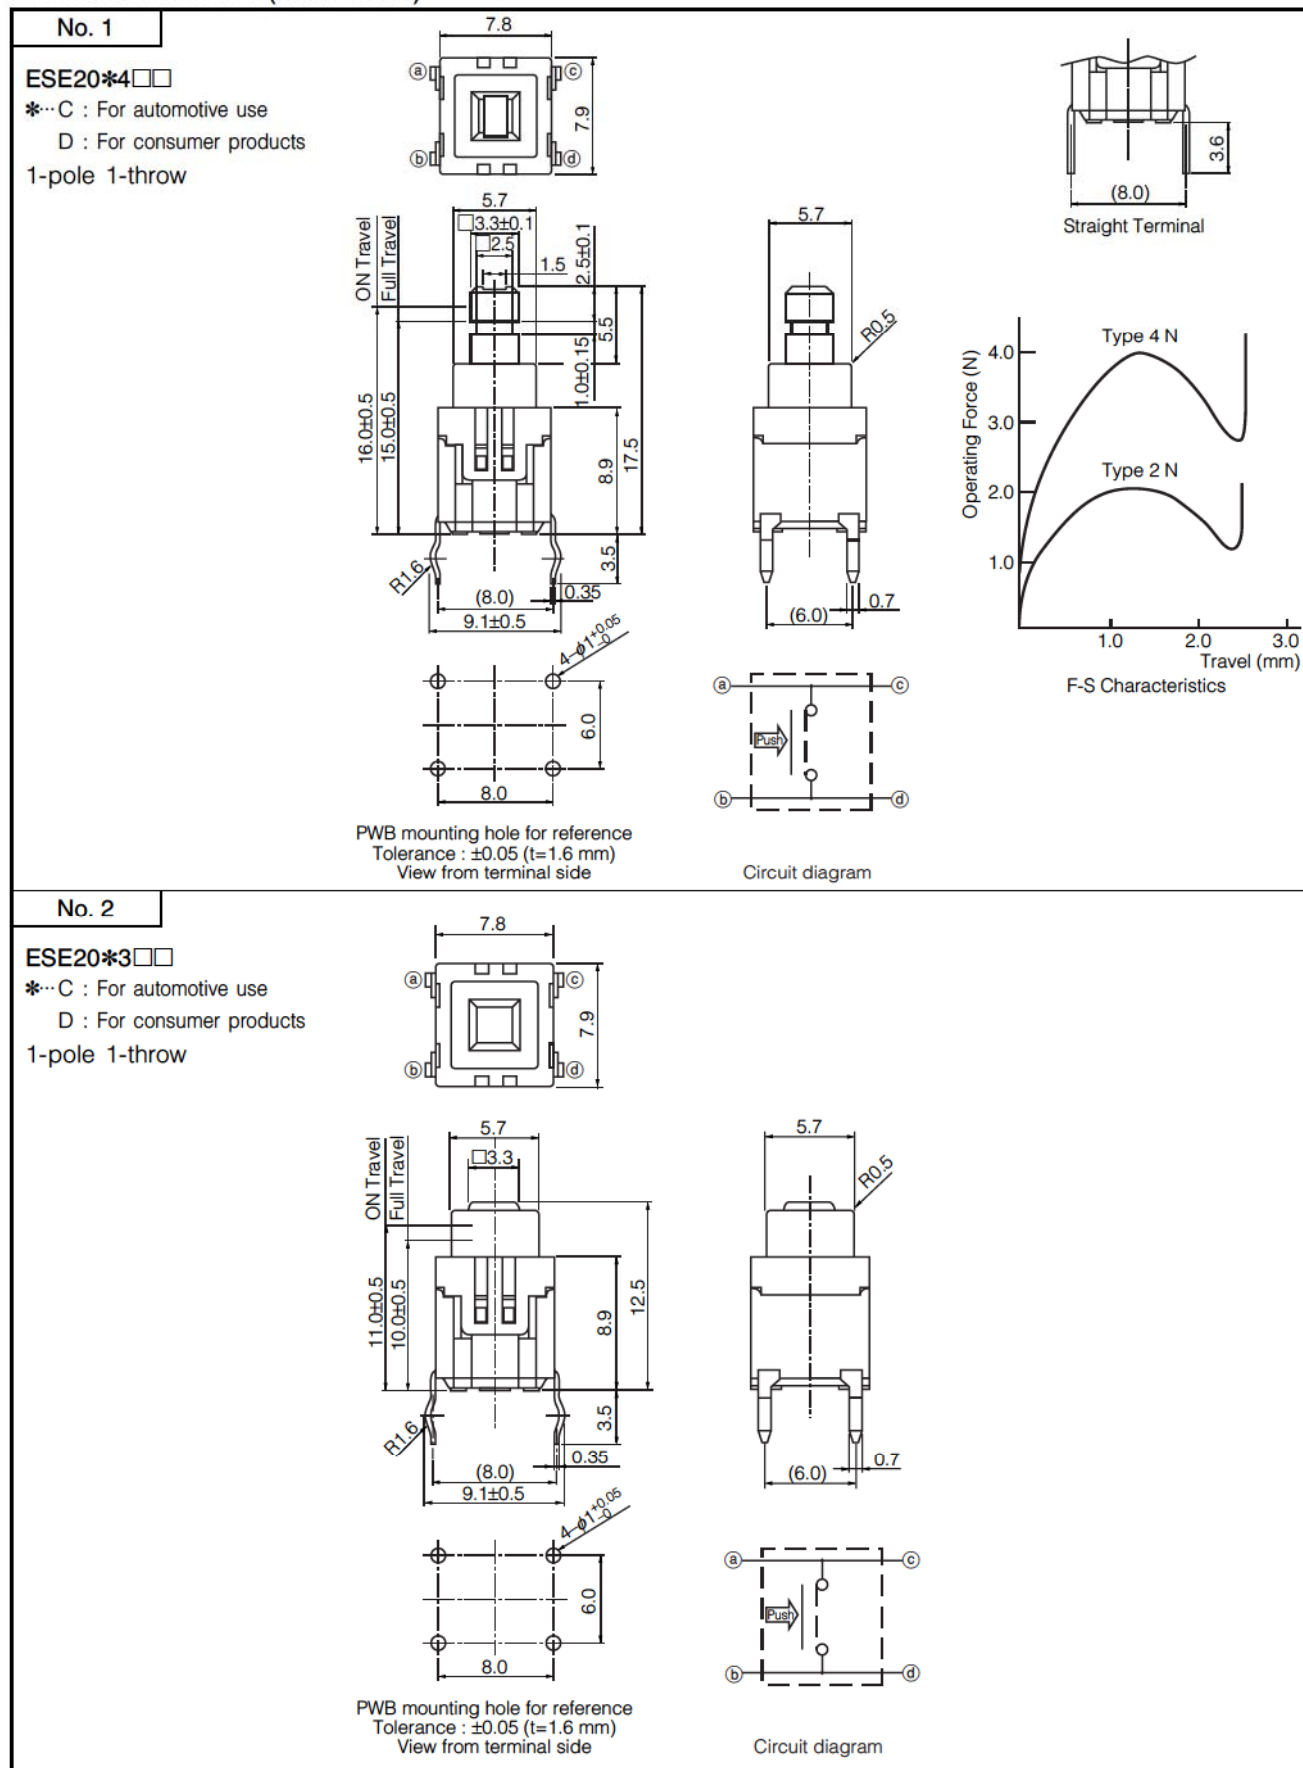 No. 1
ESE20✽4□□
✽··· C : For automotive use
D : For consumer products
1-pole 1-throw
7.8
ⓐ
ⓒ
7.9
ⓑ
ⓓ
3.6
(8.0)
Straight Terminal
5.7
□3.3±0.1
□2.5
1.5
2.5±0.1
ON Travel
Full Travel
5.5
1.0±0.15
16.0±0.5
15.0±0.5
8.9
17.5
R1.6
3.5
(8.0)
0.35
9.1±0.5
5.7
R0.5
(6.0)
0.7
Operating Force (N)
4.0
3.0
2.0
1.0
Type 4 N
Type 2 N
1.0
2.0
3.0
Travel (mm)
F-S Characteristics
4-ϕ1+0.05 -0
6.0
8.0
PWB mounting hole for reference
Tolerance : ±0.05 (t=1.6 mm)
View from terminal side
ⓐ
ⓒ
Push
ⓑ
ⓓ
Circuit diagram
No. 2
ESE20✽3□□
✽··· C : For automotive use
D : For consumer products
1-pole 1-throw
7.8
ⓐ
ⓒ
7.9
ⓑ
ⓓ
5.7
□3.3
ON Travel
Full Travel
11.0±0.5
10.0±0.5
8.9
12.5
R1.6
3.5
0.35
(8.0)
9.1±0.5
5.7
R0.5
(6.0)
0.7
4-ϕ1+0.05 -0
6.0
8.0
PWB mounting hole for reference
Tolerance : ±0.05 (t=1.6 mm)
View from terminal side
ⓐ
ⓒ
Push
ⓑ
ⓓ
Circuit diagram